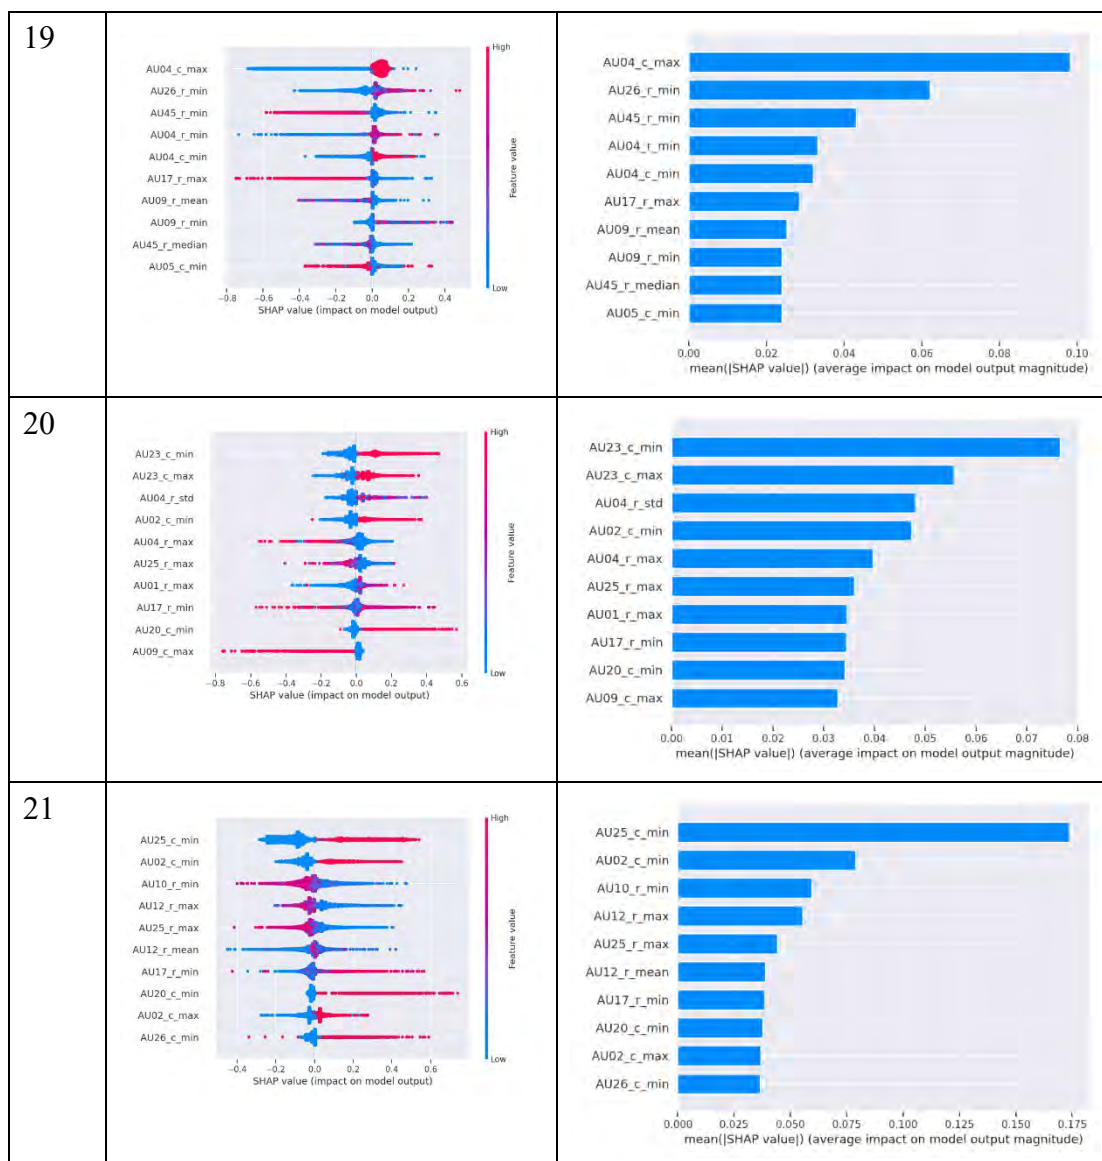 19
High
AU04_c_max
AU26_r_min
AU45_r_min
AU04_r_min
AU04_c_min
AU17_r_max
AU09_r_mean
AU09_r_min
AU45_r_median
AU05_c_min
Feature value
Low
−0.8 −0.6 −0.4 −0.2 0.0 0.2 0.4
SHAP value (impact on model output)
AU04_c_max
AU26_r_min
AU45_r_min
AU04_r_min
AU04_c_min
AU17_r_max
AU09_r_mean
AU09_r_min
AU45_r_median
AU05_c_min
0.00 0.02 0.04 0.06 0.08 0.10
mean(|SHAP value|) (average impact on model output magnitude)
20
High
AU23_c_min
AU23_c_max
AU04_r_std
AU02_c_min
AU04_r_max
AU25_r_max
AU01_r_max
AU17_r_min
AU20_c_min
AU09_c_max
Feature value
Low
−0.8 −0.6 −0.4 −0.2 0.0 0.2 0.4 0.6
SHAP value (impact on model output)
AU23_c_min
AU23_c_max
AU04_r_std
AU02_c_min
AU04_r_max
AU25_r_max
AU01_r_max
AU17_r_min
AU20_c_min
AU09_c_max
0.00 0.01 0.02 0.03 0.04 0.05 0.06 0.07 0.08
mean(|SHAP value|) (average impact on model output magnitude)
21
High
AU25_c_min
AU02_c_min
AU10_r_min
AU12_r_max
AU25_r_max
AU12_r_mean
AU17_r_min
AU20_c_min
AU02_c_max
AU26_c_min
Feature value
Low
−0.4 −0.2 0.0 0.2 0.4 0.6
SHAP value (impact on model output)
AU25_c_min
AU02_c_min
AU10_r_min
AU12_r_max
AU25_r_max
AU12_r_mean
AU17_r_min
AU20_c_min
AU02_c_max
AU26_c_min
0.000 0.025 0.050 0.075 0.100 0.125 0.150 0.175
mean(|SHAP value|) (average impact on model output magnitude)